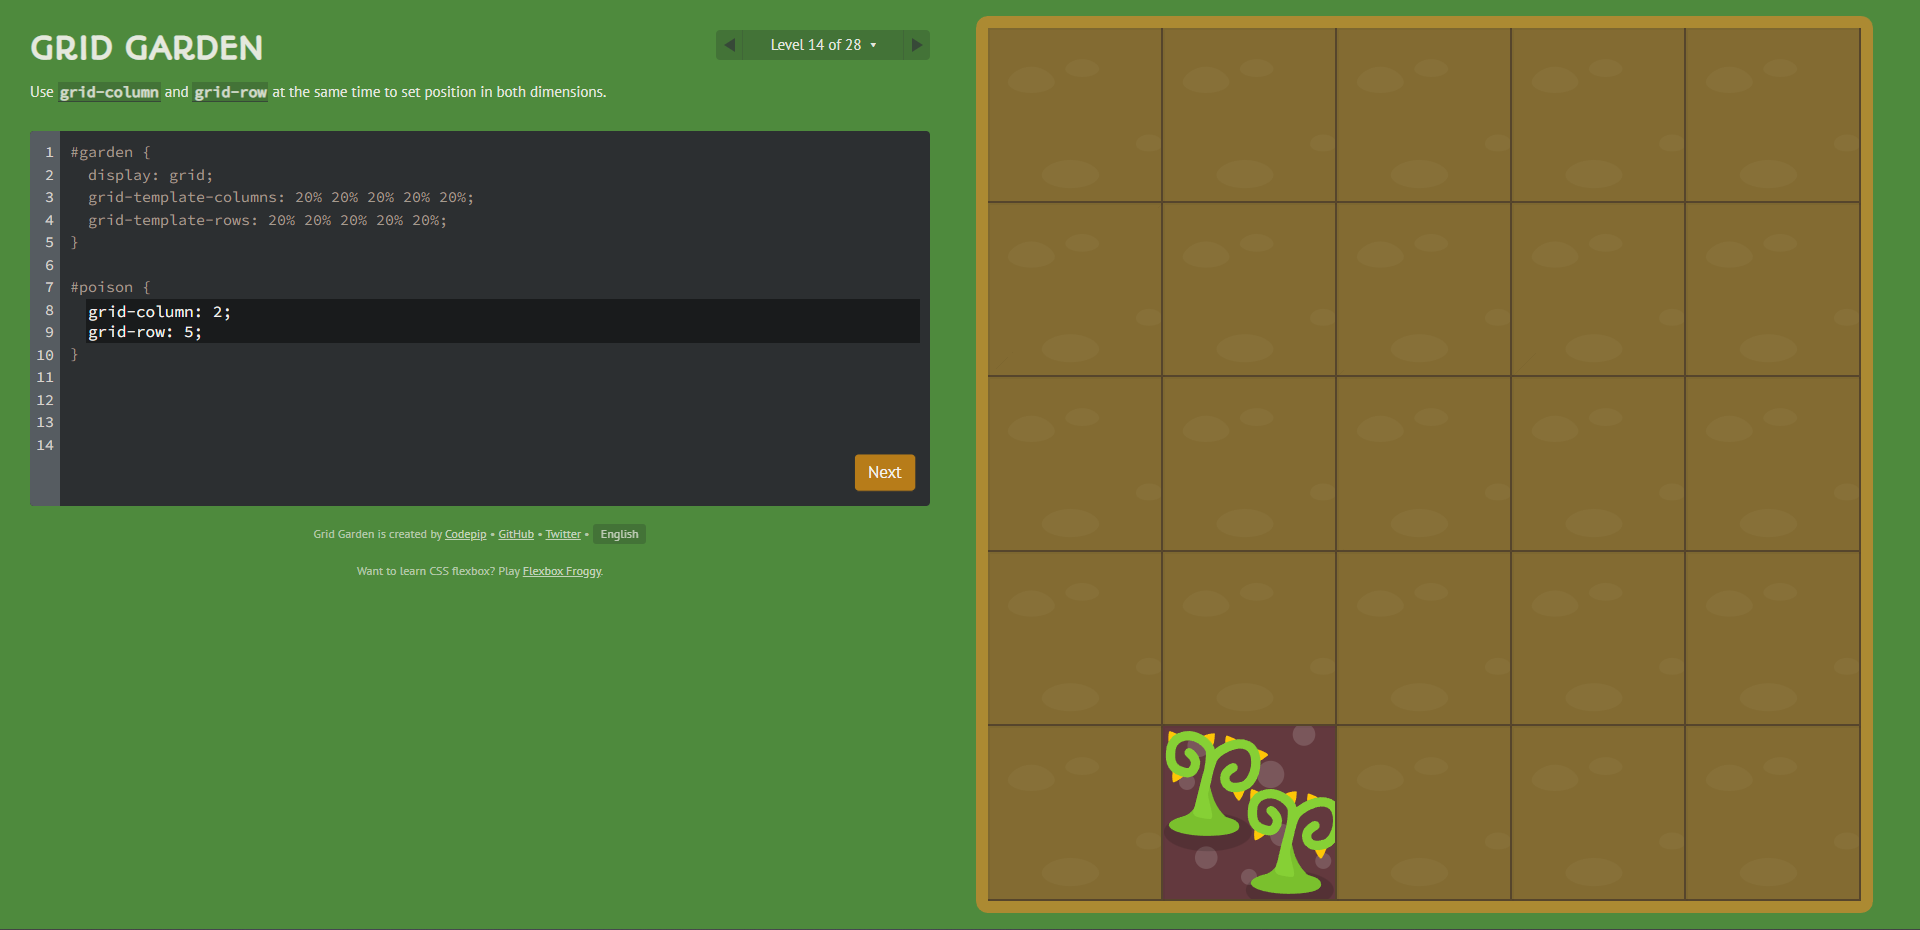 GRID GARDEN
◀ Level 14 of 28 ▾ ▶
Use grid-column and grid-row at the same time to set position in both dimensions.
1 #garden {
2 display: grid;
3 grid-template-columns: 20% 20% 20% 20% 20%;
4 grid-template-rows: 20% 20% 20% 20% 20%;
5 }
6
7 #poison {
8 grid-column: 2;
9 grid-row: 5;
10 }
11
12
13
14
Next
Grid Garden is created by Codepip • GitHub • Twitter • English
Want to learn CSS flexbox? Play Flexbox Froggy.